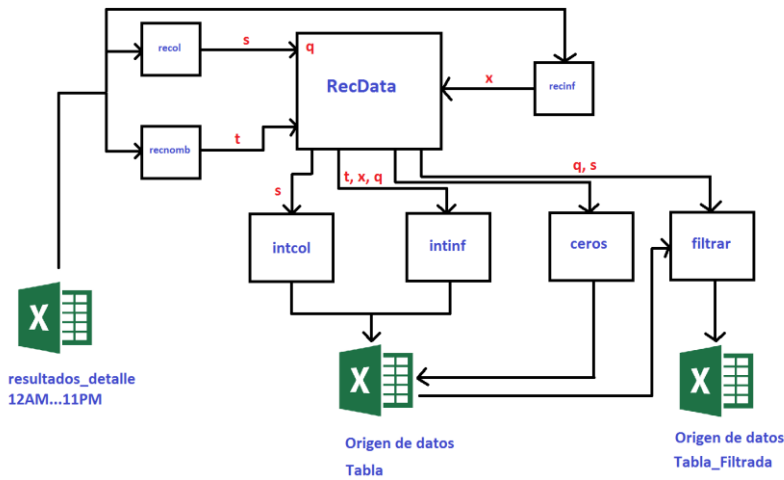 recol
s
q
RecData
x
recinf
recnomb
t
s
t, x, q
q, s
intcol
intinf
ceros
filtrar
X
resultados_detalle
12AM...11PM
X
Origen de datos
Tabla
X
Origen de datos
Tabla_Filtrada